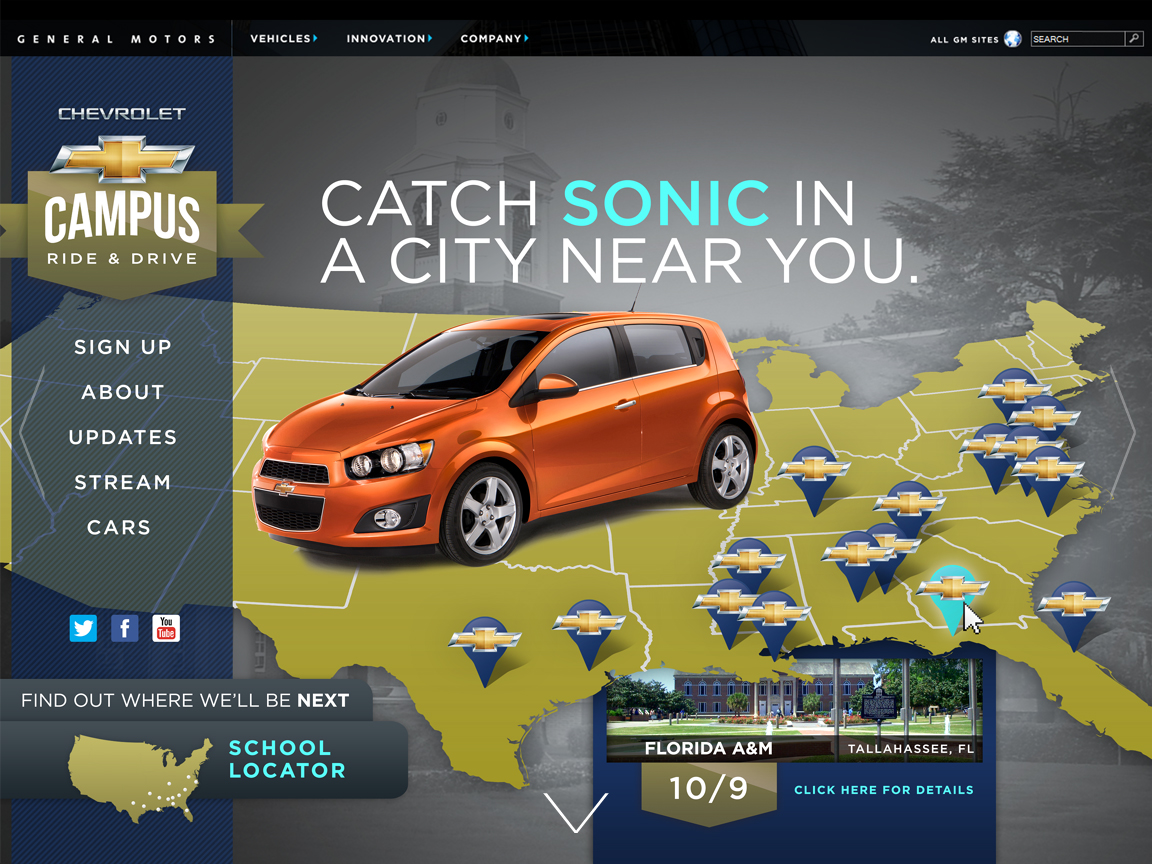 GENERAL MOTORS
VEHICLES
INNOVATION
COMPANY
ALL GM SITES
SEARCH
CHEVROLET
CAMPUS
RIDE & DRIVE
CATCH SONIC IN
A CITY NEAR YOU.
SIGN UP
ABOUT
UPDATES
STREAM
CARS
f
You
Tube
FIND OUT WHERE WE'LL BE NEXT
SCHOOL
LOCATOR
FLORIDA A&M
TALLAHASSEE, FL
10/9
CLICK HERE FOR DETAILS